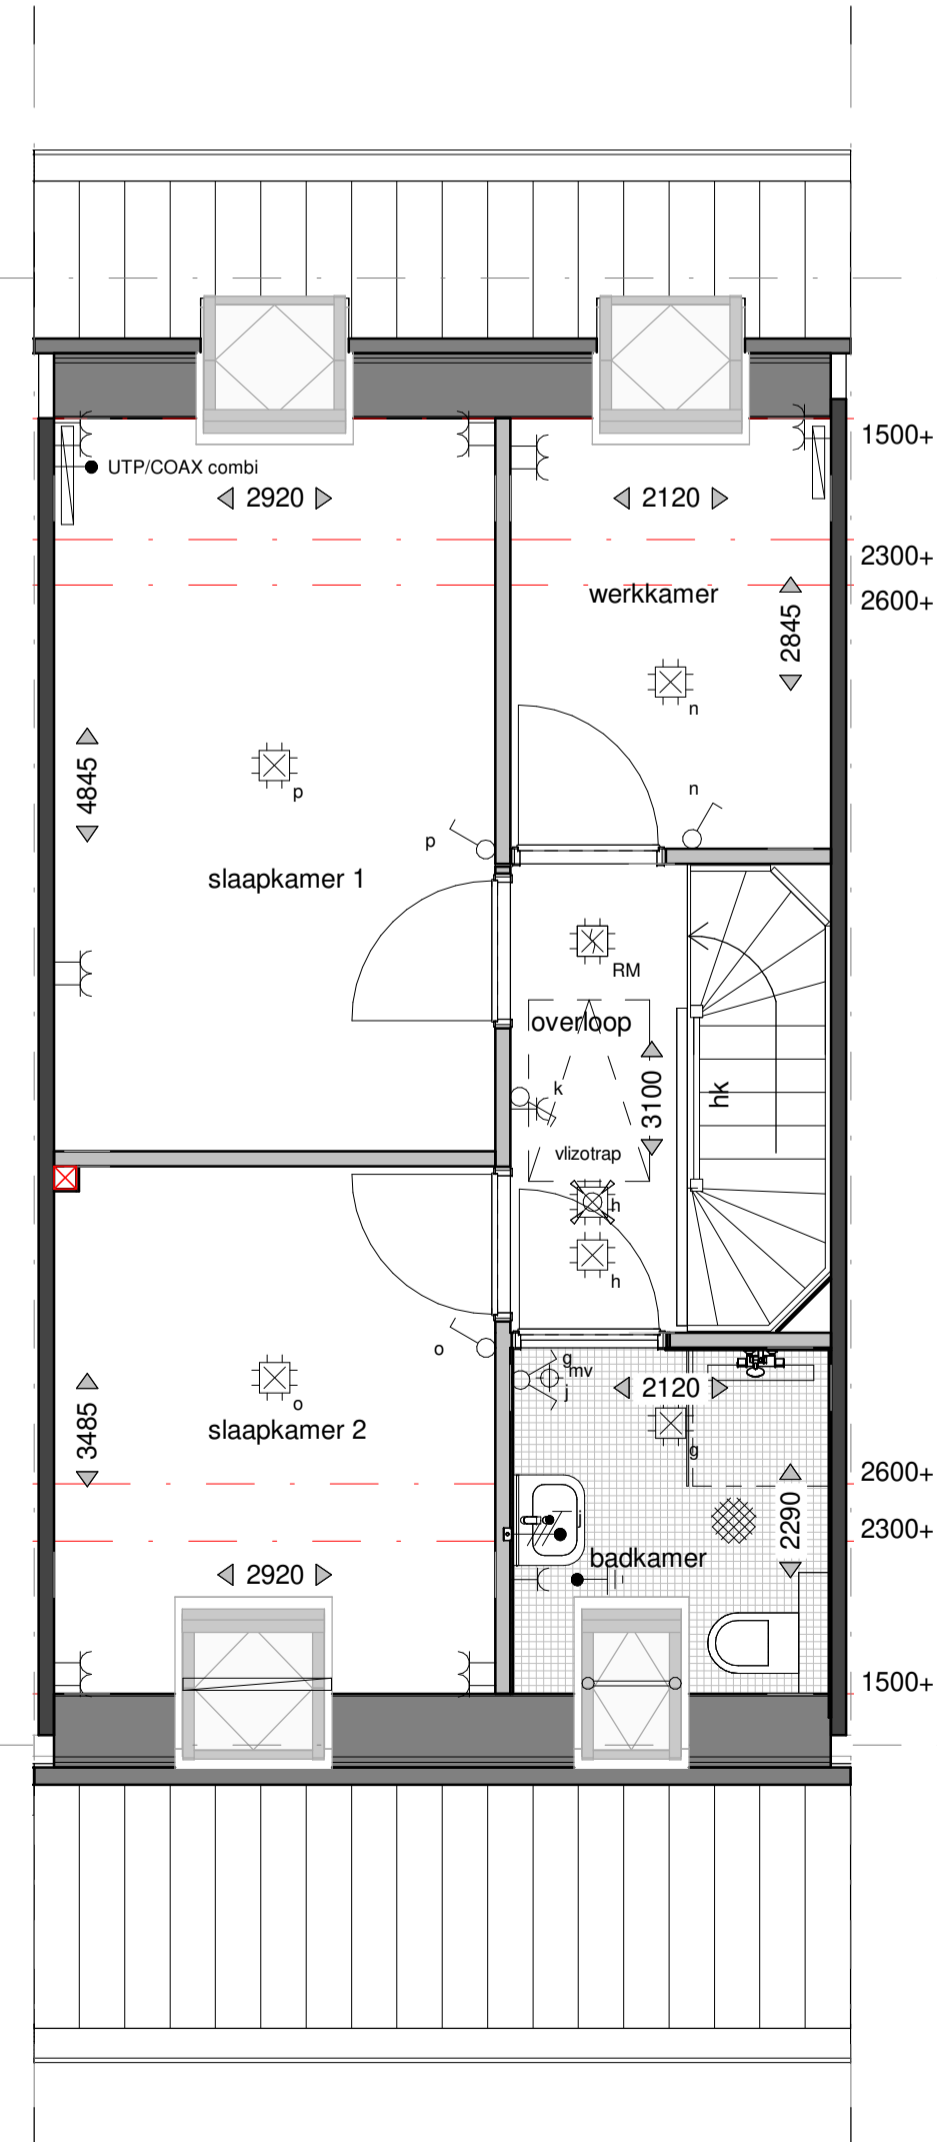 1500+
UTP/COAX combi
2920
2120
2300+
werkkamer
2600+
2845
n
p
n
4845
p
slaapkamer 1
RM
overloop
k
3100
hk
vlizotrap
h
h
o
g
mv
j
2120
o
3485
slaapkamer 2
g
2600+
2290
2300+
badkamer
2920
1500+